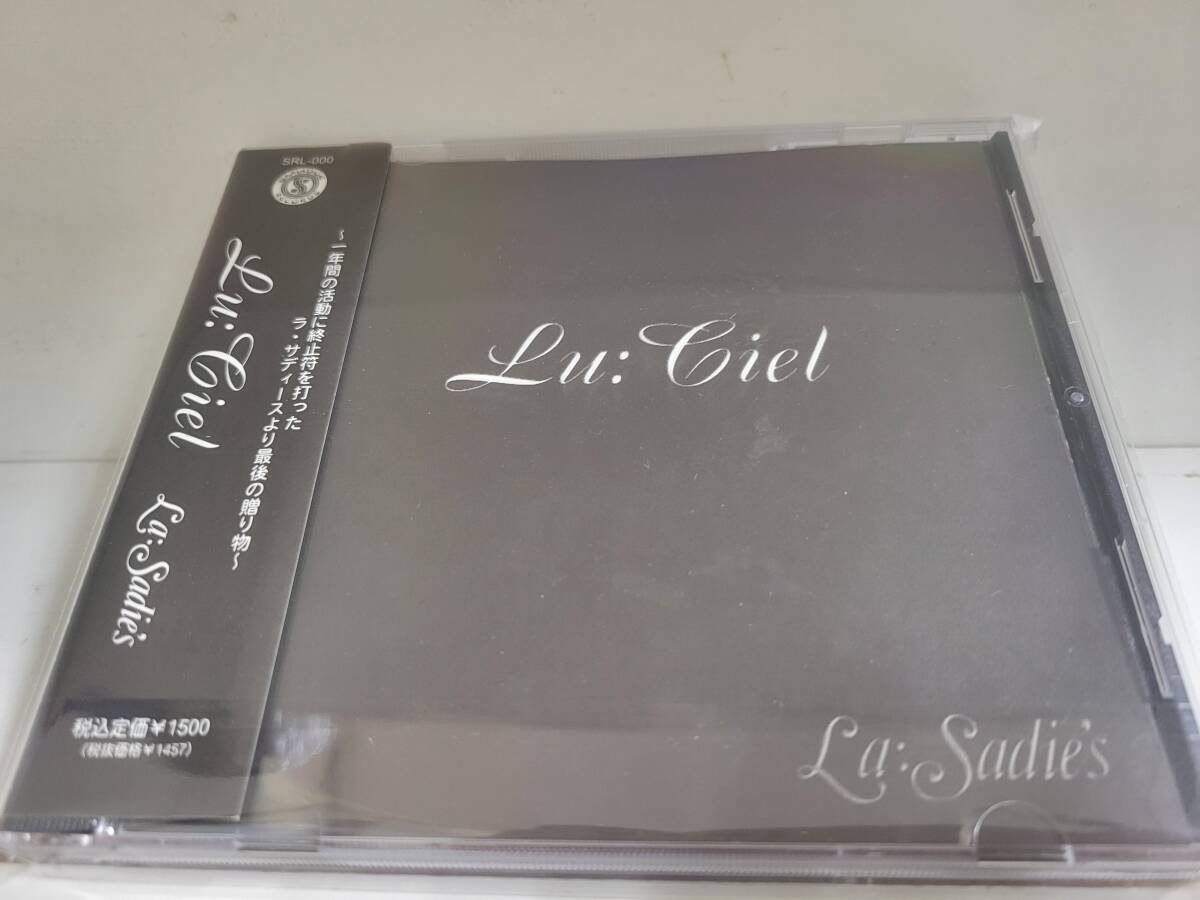 SRL-000
S
Lu:Ciel
La:Sadie's
~一年間の活動に終止符を打った
ラ・サディースより最後の贈り物~
税込定価¥1500
(税抜価格¥1457)
Lu:Ciel
La:Sadie's